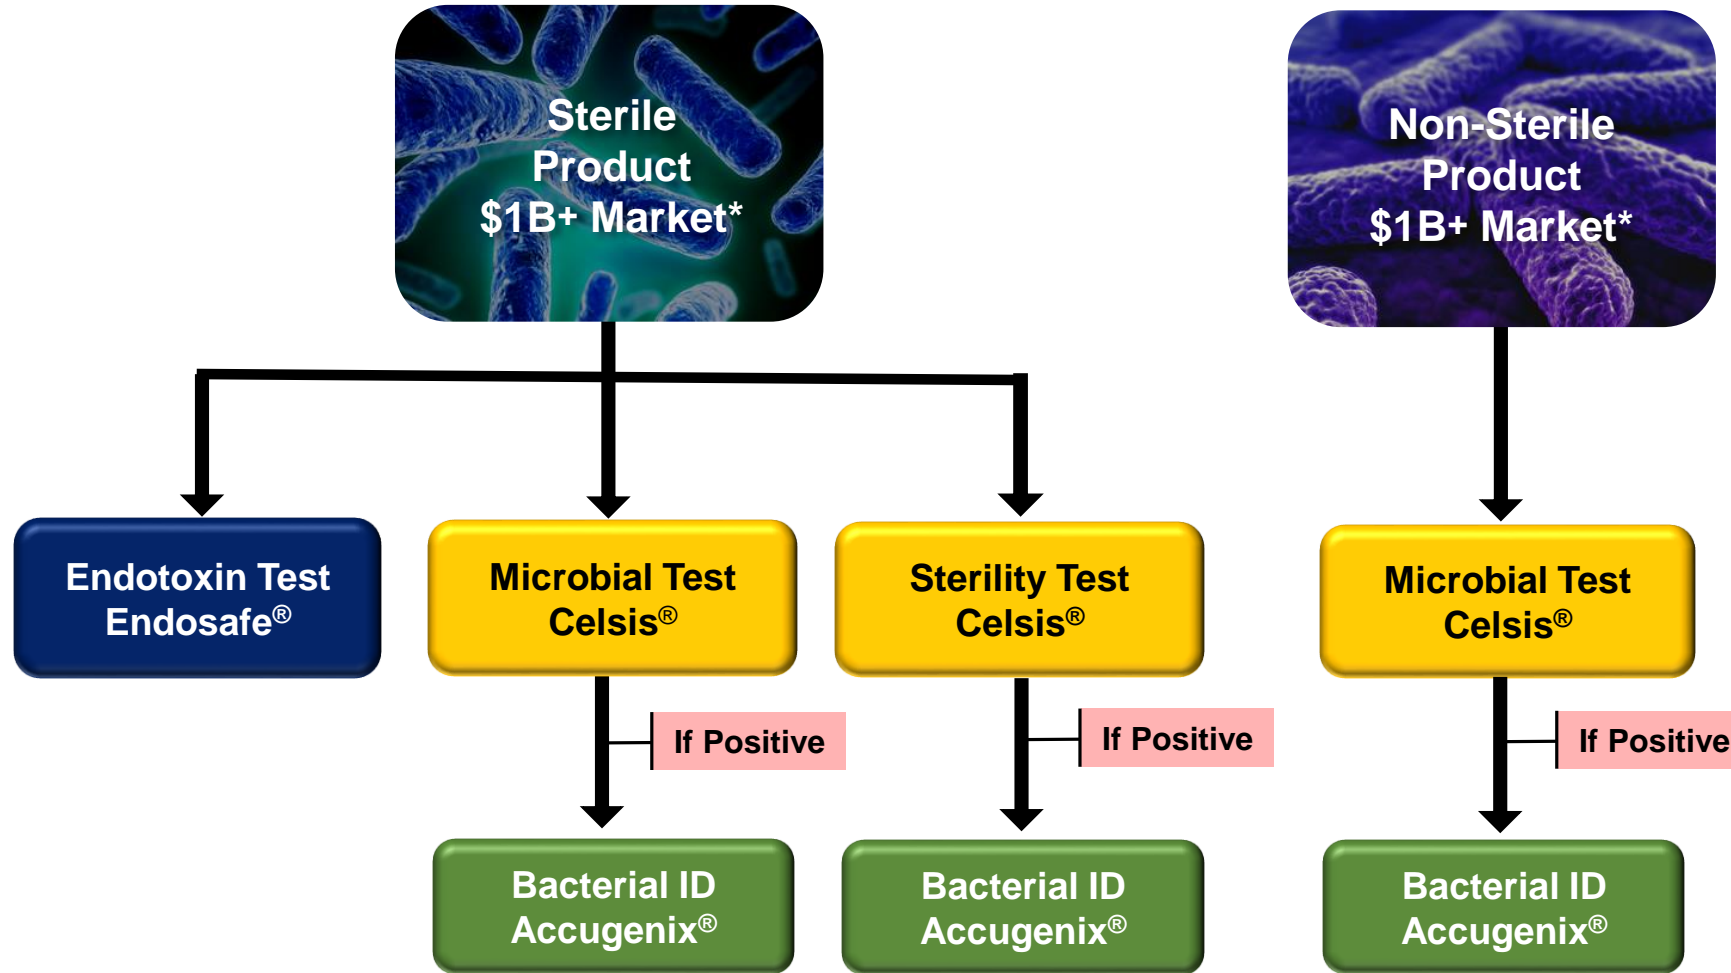 Sterile
Product
$1B+ Market*
Non-Sterile
Product
$1B+ Market*
Endotoxin Test
Endosafe®
Microbial Test
Celsis®
Sterility Test
Celsis®
Microbial Test
Celsis®
If Positive
If Positive
If Positive
Bacterial ID
Accugenix®
Bacterial ID
Accugenix®
Bacterial ID
Accugenix®